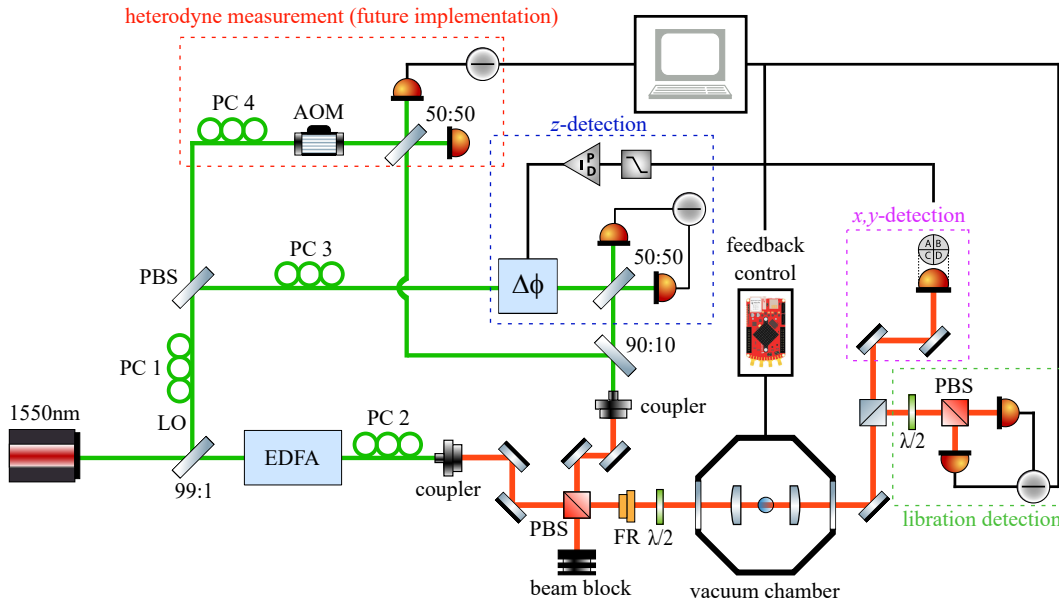 heterodyne measurement (future implementation)
PC 4
AOM
50:50
z-detection
P
I
D
x,y-detection
A B
C D
feedback
control
PBS
PC 3
Δϕ
50:50
90:10
PC 1
LO
1550nm
PC 2
coupler
PBS
λ/2
EDFA
99:1
coupler
PBS
FR
λ/2
libration detection
beam block
vacuum chamber